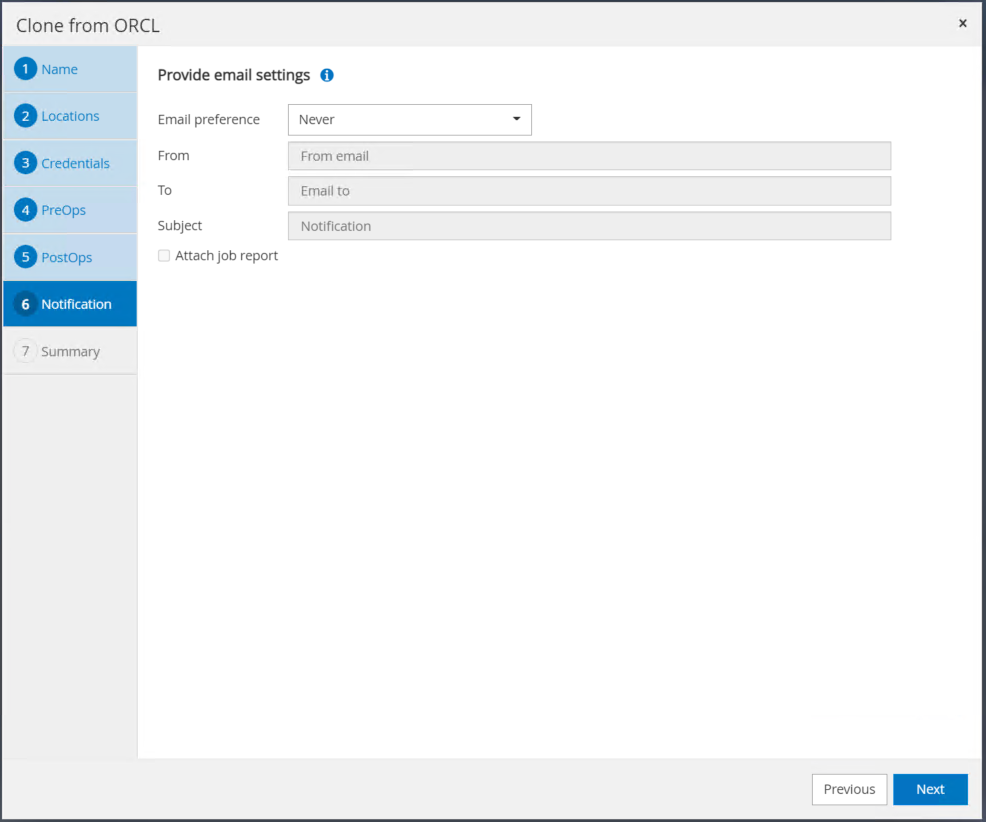 Clone from ORCL
×
1 Name
2 Locations
3 Credentials
4 PreOps
5 PostOps
6 Notification
7 Summary
Provide email settings i
Email preference Never
From From email
To Email to
Subject Notification
Attach job report
Previous Next